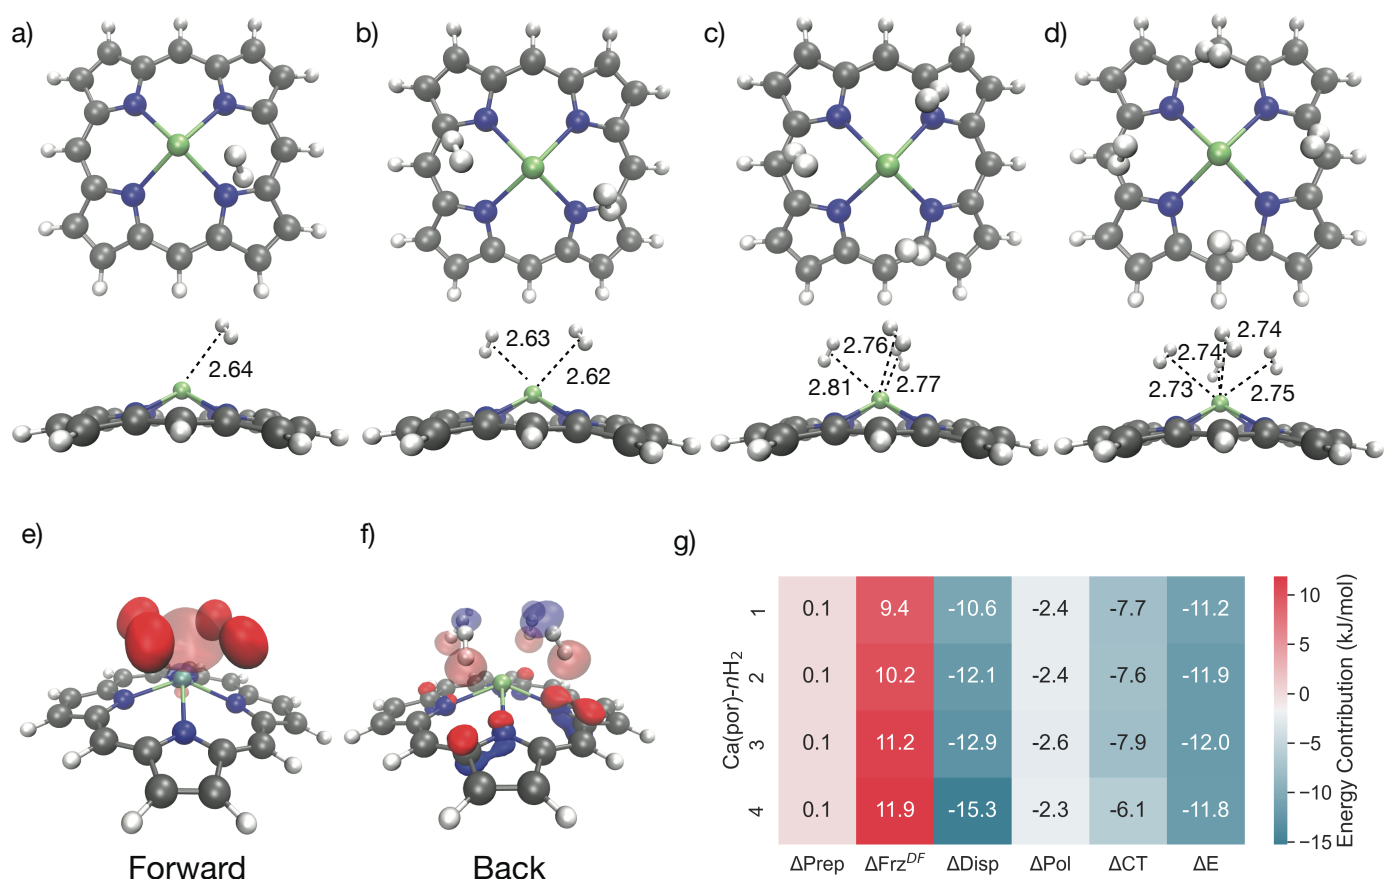 a)
b)
c)
d)
2.64
2.63
2.62
2.76
2.81
2.77
2.74
2.74
2.73
2.75
e)
f)
g)
Forward
Back
Ca(por)-nH2
1 0.1 9.4 -10.6 -2.4 -7.7 -11.2
2 0.1 10.2 -12.1 -2.4 -7.6 -11.9
3 0.1 11.2 -12.9 -2.6 -7.9 -12.0
4 0.1 11.9 -15.3 -2.3 -6.1 -11.8
ΔPrep ΔFrz^DF ΔDisp ΔPol ΔCT ΔE
10
5
0
−5
−10
−15
Energy Contribution (kJ/mol)